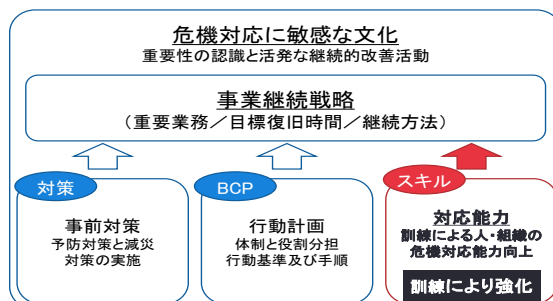 危機対応に敏感な文化
重要性の認識と活発な継続的改善活動
事業継続戦略
（重要業務／目標復旧時間／継続方法）
対策
BCP
スキル
事前対策
予防対策と減災
対策の実施
行動計画
体制と役割分担
行動基準及び手順
対応能力
訓練による人・組織の
危機対応能力向上
訓練により強化